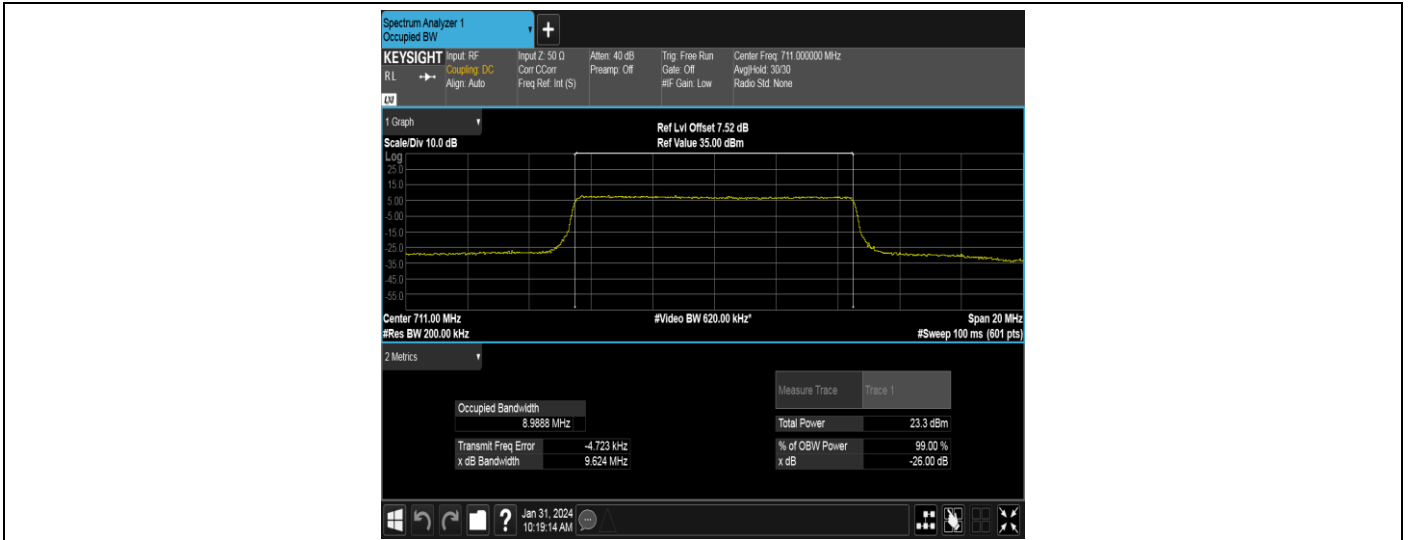 Spectrum Analyzer 1
Occupied BW
+
KEYSIGHT
RL
LXI
Input: RF
Coupling: DC
Align: Auto
Input Z: 50 Ω
Corr CCorr
Freq Ref: Int (S)
Atten: 40 dB
Preamp: Off
Trig: Free Run
Gate: Off
#IF Gain: Low
Center Freq: 711.000000 MHz
Avg|Hold: 30/30
Radio Std: None
1 Graph
Scale/Div 10.0 dB
Ref Lvl Offset 7.52 dB
Ref Value 35.00 dBm
Log
25.0
15.0
5.00
-5.00
-15.0
-25.0
-35.0
-45.0
-55.0
Center 711.00 MHz
#Res BW 200.00 kHz
#Video BW 620.00 kHz*
Span 20 MHz
#Sweep 100 ms (601 pts)
2 Metrics
Measure Trace Trace 1
Occupied Bandwidth
8.9888 MHz
Total Power 23.3 dBm
Transmit Freq Error -4.723 kHz
% of OBW Power 99.00 %
x dB Bandwidth 9.624 MHz
x dB -26.00 dB
?
Jan 31, 2024
10:19:14 AM